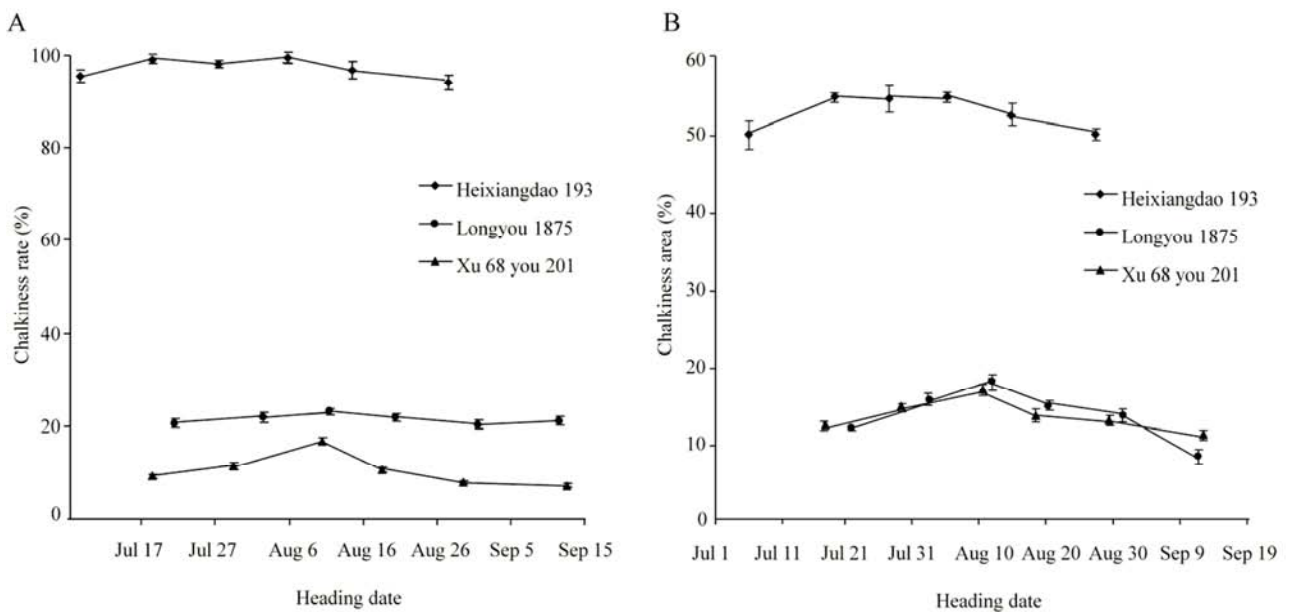 A
100
80
60
40
20
0
Chalkiness rate (%)
Heixiangdao 193
Longyou 1875
Xu 68 you 201
Jul 17 Jul 27 Aug 6 Aug 16 Aug 26 Sep 5 Sep 15
Heading date
B
60
50
40
30
20
10
0
Chalkiness area (%)
Heixiangdao 193
Longyou 1875
Xu 68 you 201
Jul 1 Jul 11 Jul 21 Jul 31 Aug 10 Aug 20 Aug 30 Sep 9 Sep 19
Heading date